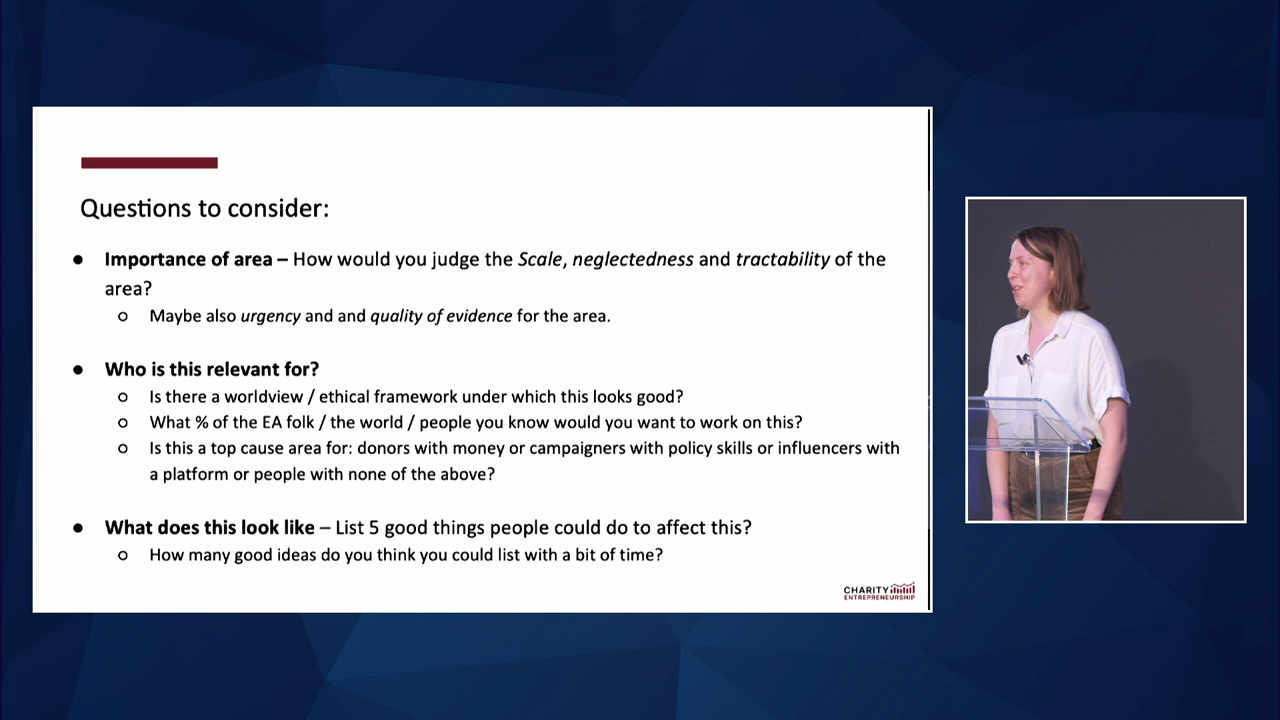 Questions to consider:
● Importance of area – How would you judge the Scale, neglectedness and tractability of the
area?
○ Maybe also urgency and and quality of evidence for the area.
● Who is this relevant for?
○ Is there a worldview / ethical framework under which this looks good?
○ What % of the EA folk / the world / people you know would you want to work on this?
○ Is this a top cause area for: donors with money or campaigners with policy skills or influencers with
a platform or people with none of the above?
● What does this look like – List 5 good things people could do to affect this?
○ How many good ideas do you think you could list with a bit of time?
CHARITY
ENTREPRENEURSHIP